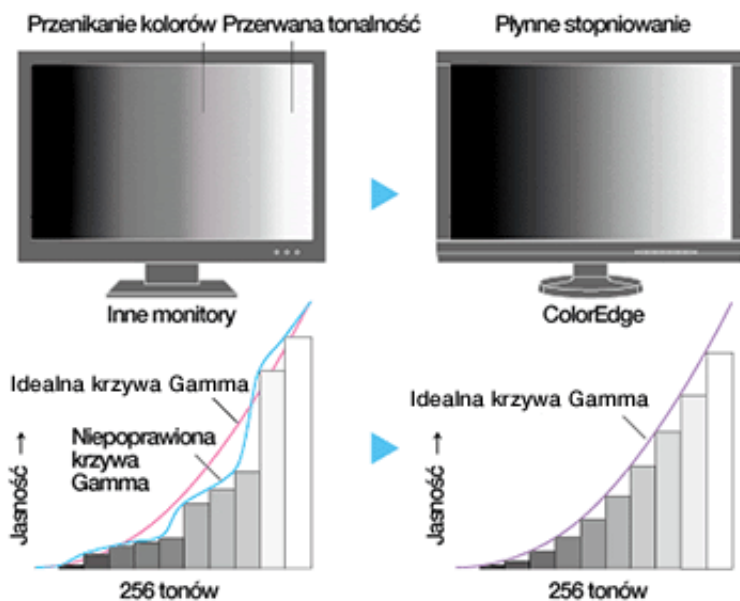 Przenikanie kolorów Przerwana tonalność
Płynne stopniowanie
Inne monitory
ColorEdge
Idealna krzywa Gamma
Niepoprawiona
krzywa
Gamma
Jasność →
256 tonów
Idealna krzywa Gamma
Jasność →
256 tonów